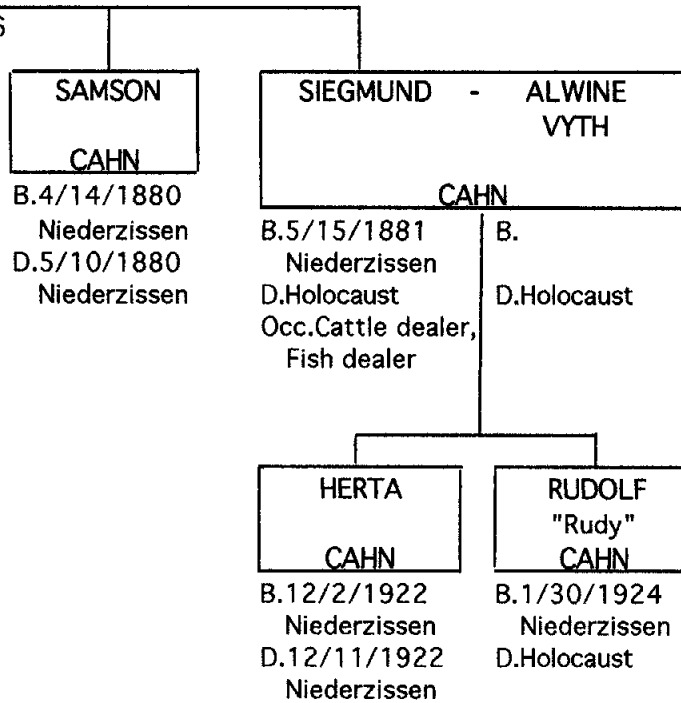 SAMSON
CAHN
B.4/14/1880
Niederzissen
D.5/10/1880
Niederzissen
SIEGMUND - ALWINE
VYTH
CAHN
B.5/15/1881
Niederzissen
D.Holocaust
Occ.Cattle dealer,
Fish dealer
B.
D.Holocaust
HERTA
CAHN
B.12/2/1922
Niederzissen
D.12/11/1922
Niederzissen
RUDOLF
"Rudy"
CAHN
B.1/30/1924
Niederzissen
D.Holocaust